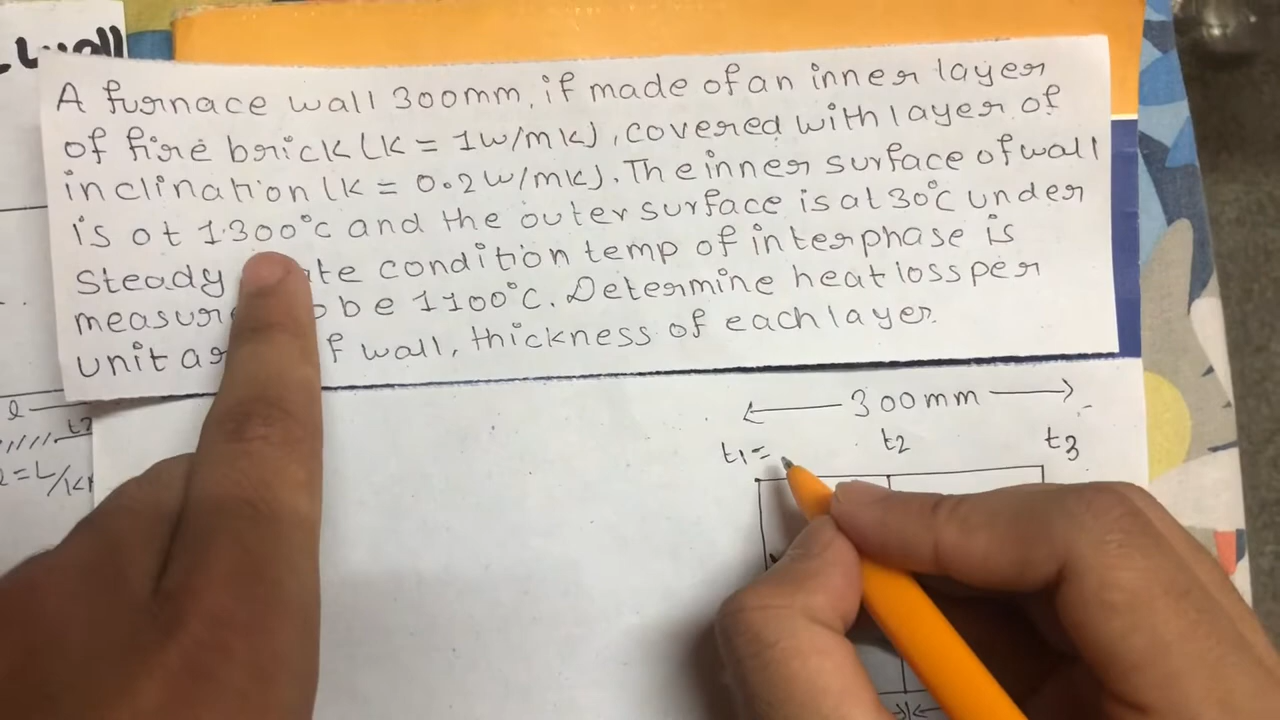 wall
A furnace wall 300mm, if made of an inner layer
of fire brick (K = 1w/mk), covered with layer of
inclination (K = 0.2w/mk). The inner surface of wall
is at 1300°c and the outer surface is at 30°c under
Steady condition temp of interphase is
be 1100°c. Determine heat loss per
unit wall, thickness of each layer.
← 300mm →
t1= t2 t3